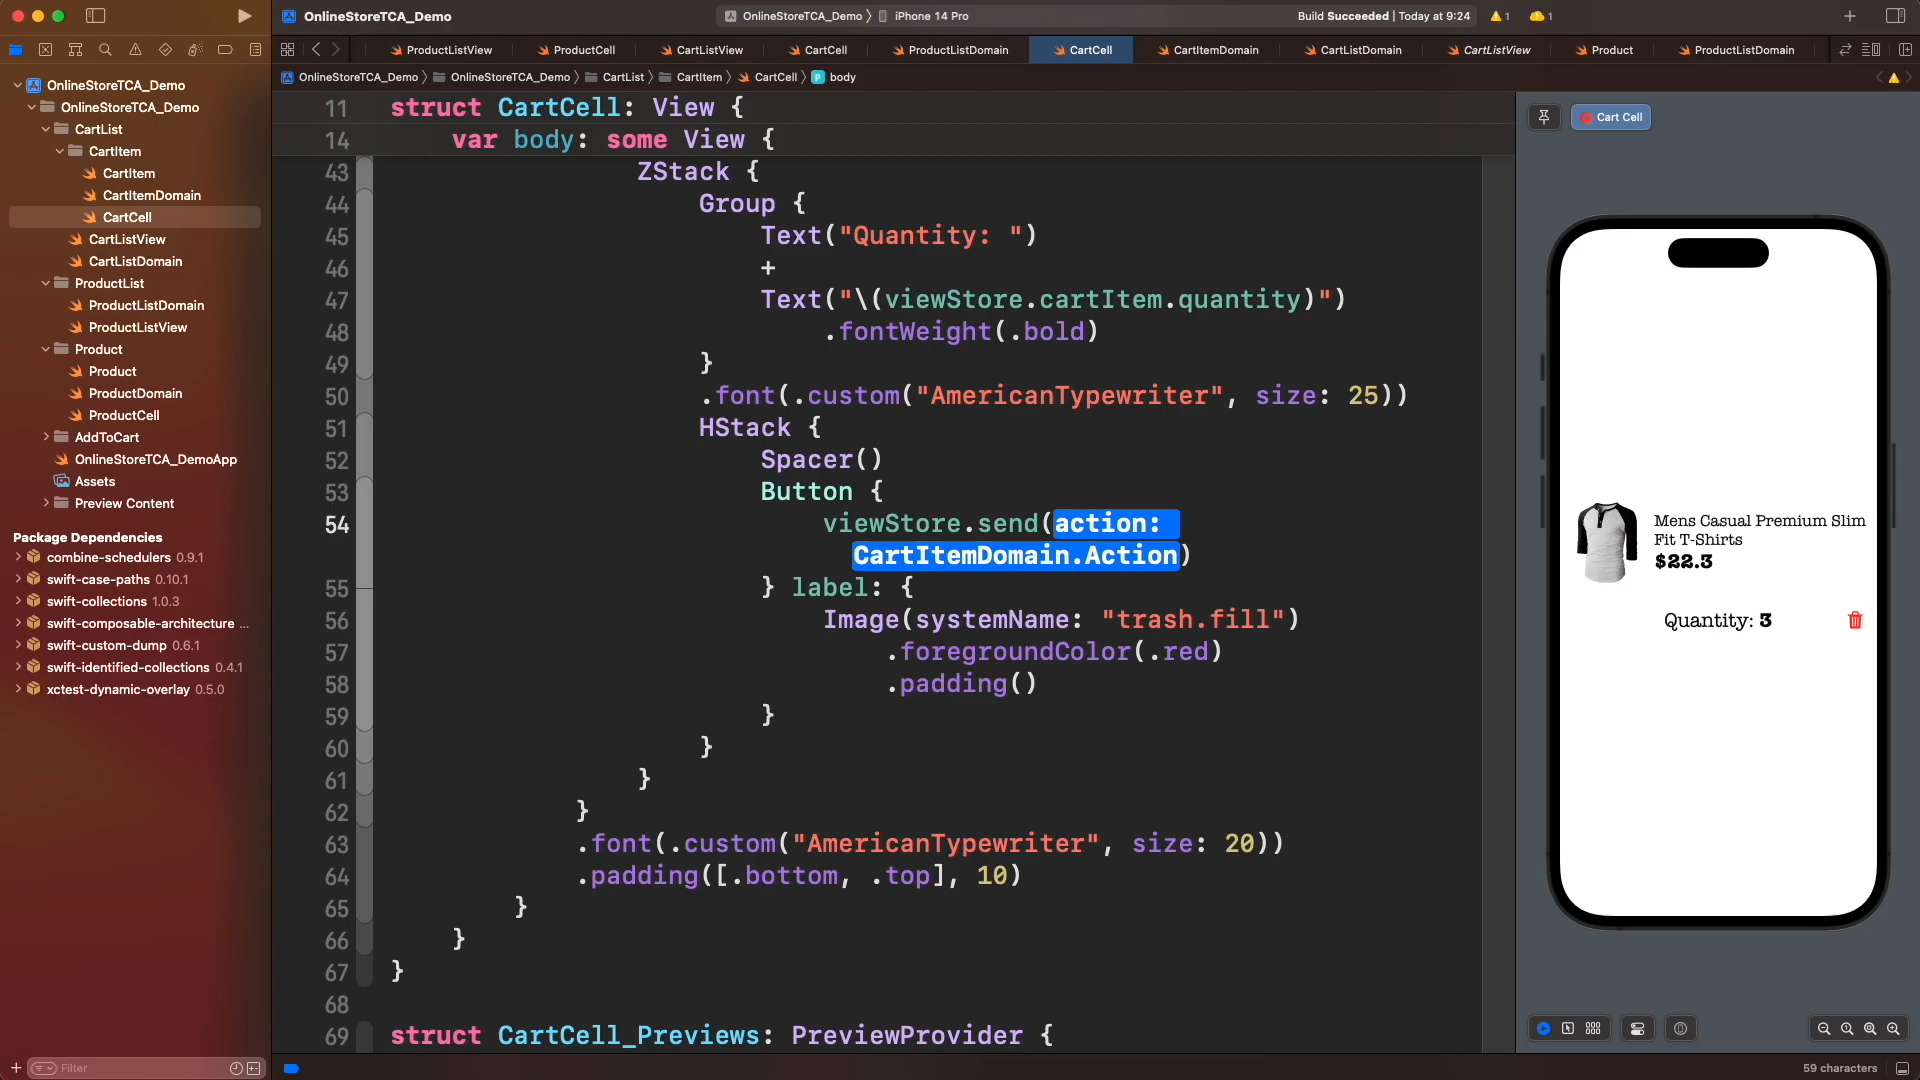 OnlineStoreTCA_Demo
OnlineStoreTCA_Demo
iPhone 14 Pro
Build Succeeded | Today at 9:24
1
1
ProductListView
ProductCell
CartListView
CartCell
ProductListDomain
CartCell
CartItemDomain
CartListDomain
CartListView
Product
ProductListDomain
OnlineStoreTCA_Demo
OnlineStoreTCA_Demo
CartList
CartItem
CartCell
body
OnlineStoreTCA_Demo
OnlineStoreTCA_Demo
CartList
CartItem
CartItem
CartItemDomain
CartCell
CartListView
CartListDomain
ProductList
ProductListDomain
ProductListView
Product
Product
ProductDomain
ProductCell
AddToCart
OnlineStoreTCA_DemoApp
Assets
Preview Content
Package Dependencies
combine-schedulers 0.9.1
swift-case-paths 0.10.1
swift-collections 1.0.3
swift-composable-architecture ...
swift-custom-dump 0.6.1
swift-identified-collections 0.4.1
xctest-dynamic-overlay 0.5.0
Filter
11 struct CartCell: View {
14 var body: some View {
43 ZStack {
44 Group {
45 Text("Quantity: ")
46 +
47 Text("\(viewStore.cartItem.quantity)")
48 .fontWeight(.bold)
49 }
50 .font(.custom("AmericanTypewriter", size: 25))
51 HStack {
52 Spacer()
53 Button {
54 viewStore.send(action:
CartItemDomain.Action)
55 } label: {
56 Image(systemName: "trash.fill")
57 .foregroundColor(.red)
58 .padding()
59 }
60 }
61 }
62 }
63 .font(.custom("AmericanTypewriter", size: 20))
64 .padding([.bottom, .top], 10)
65 }
66 }
67 }
68
69 struct CartCell_Previews: PreviewProvider {
Cart Cell
Mens Casual Premium Slim
Fit T-Shirts
$22.3
Quantity: 3
59 characters